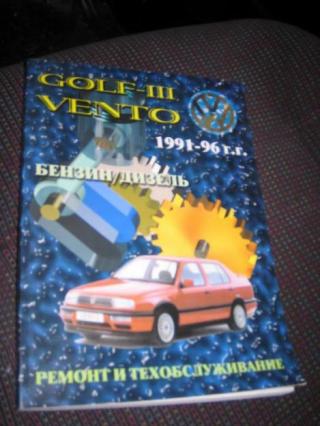 GOLF-III
VENTO
1991-96 г.г.
БЕНЗИН/ДИЗЕЛЬ
РЕМОНТ И ТЕХОБСЛУЖИВАНИЕ